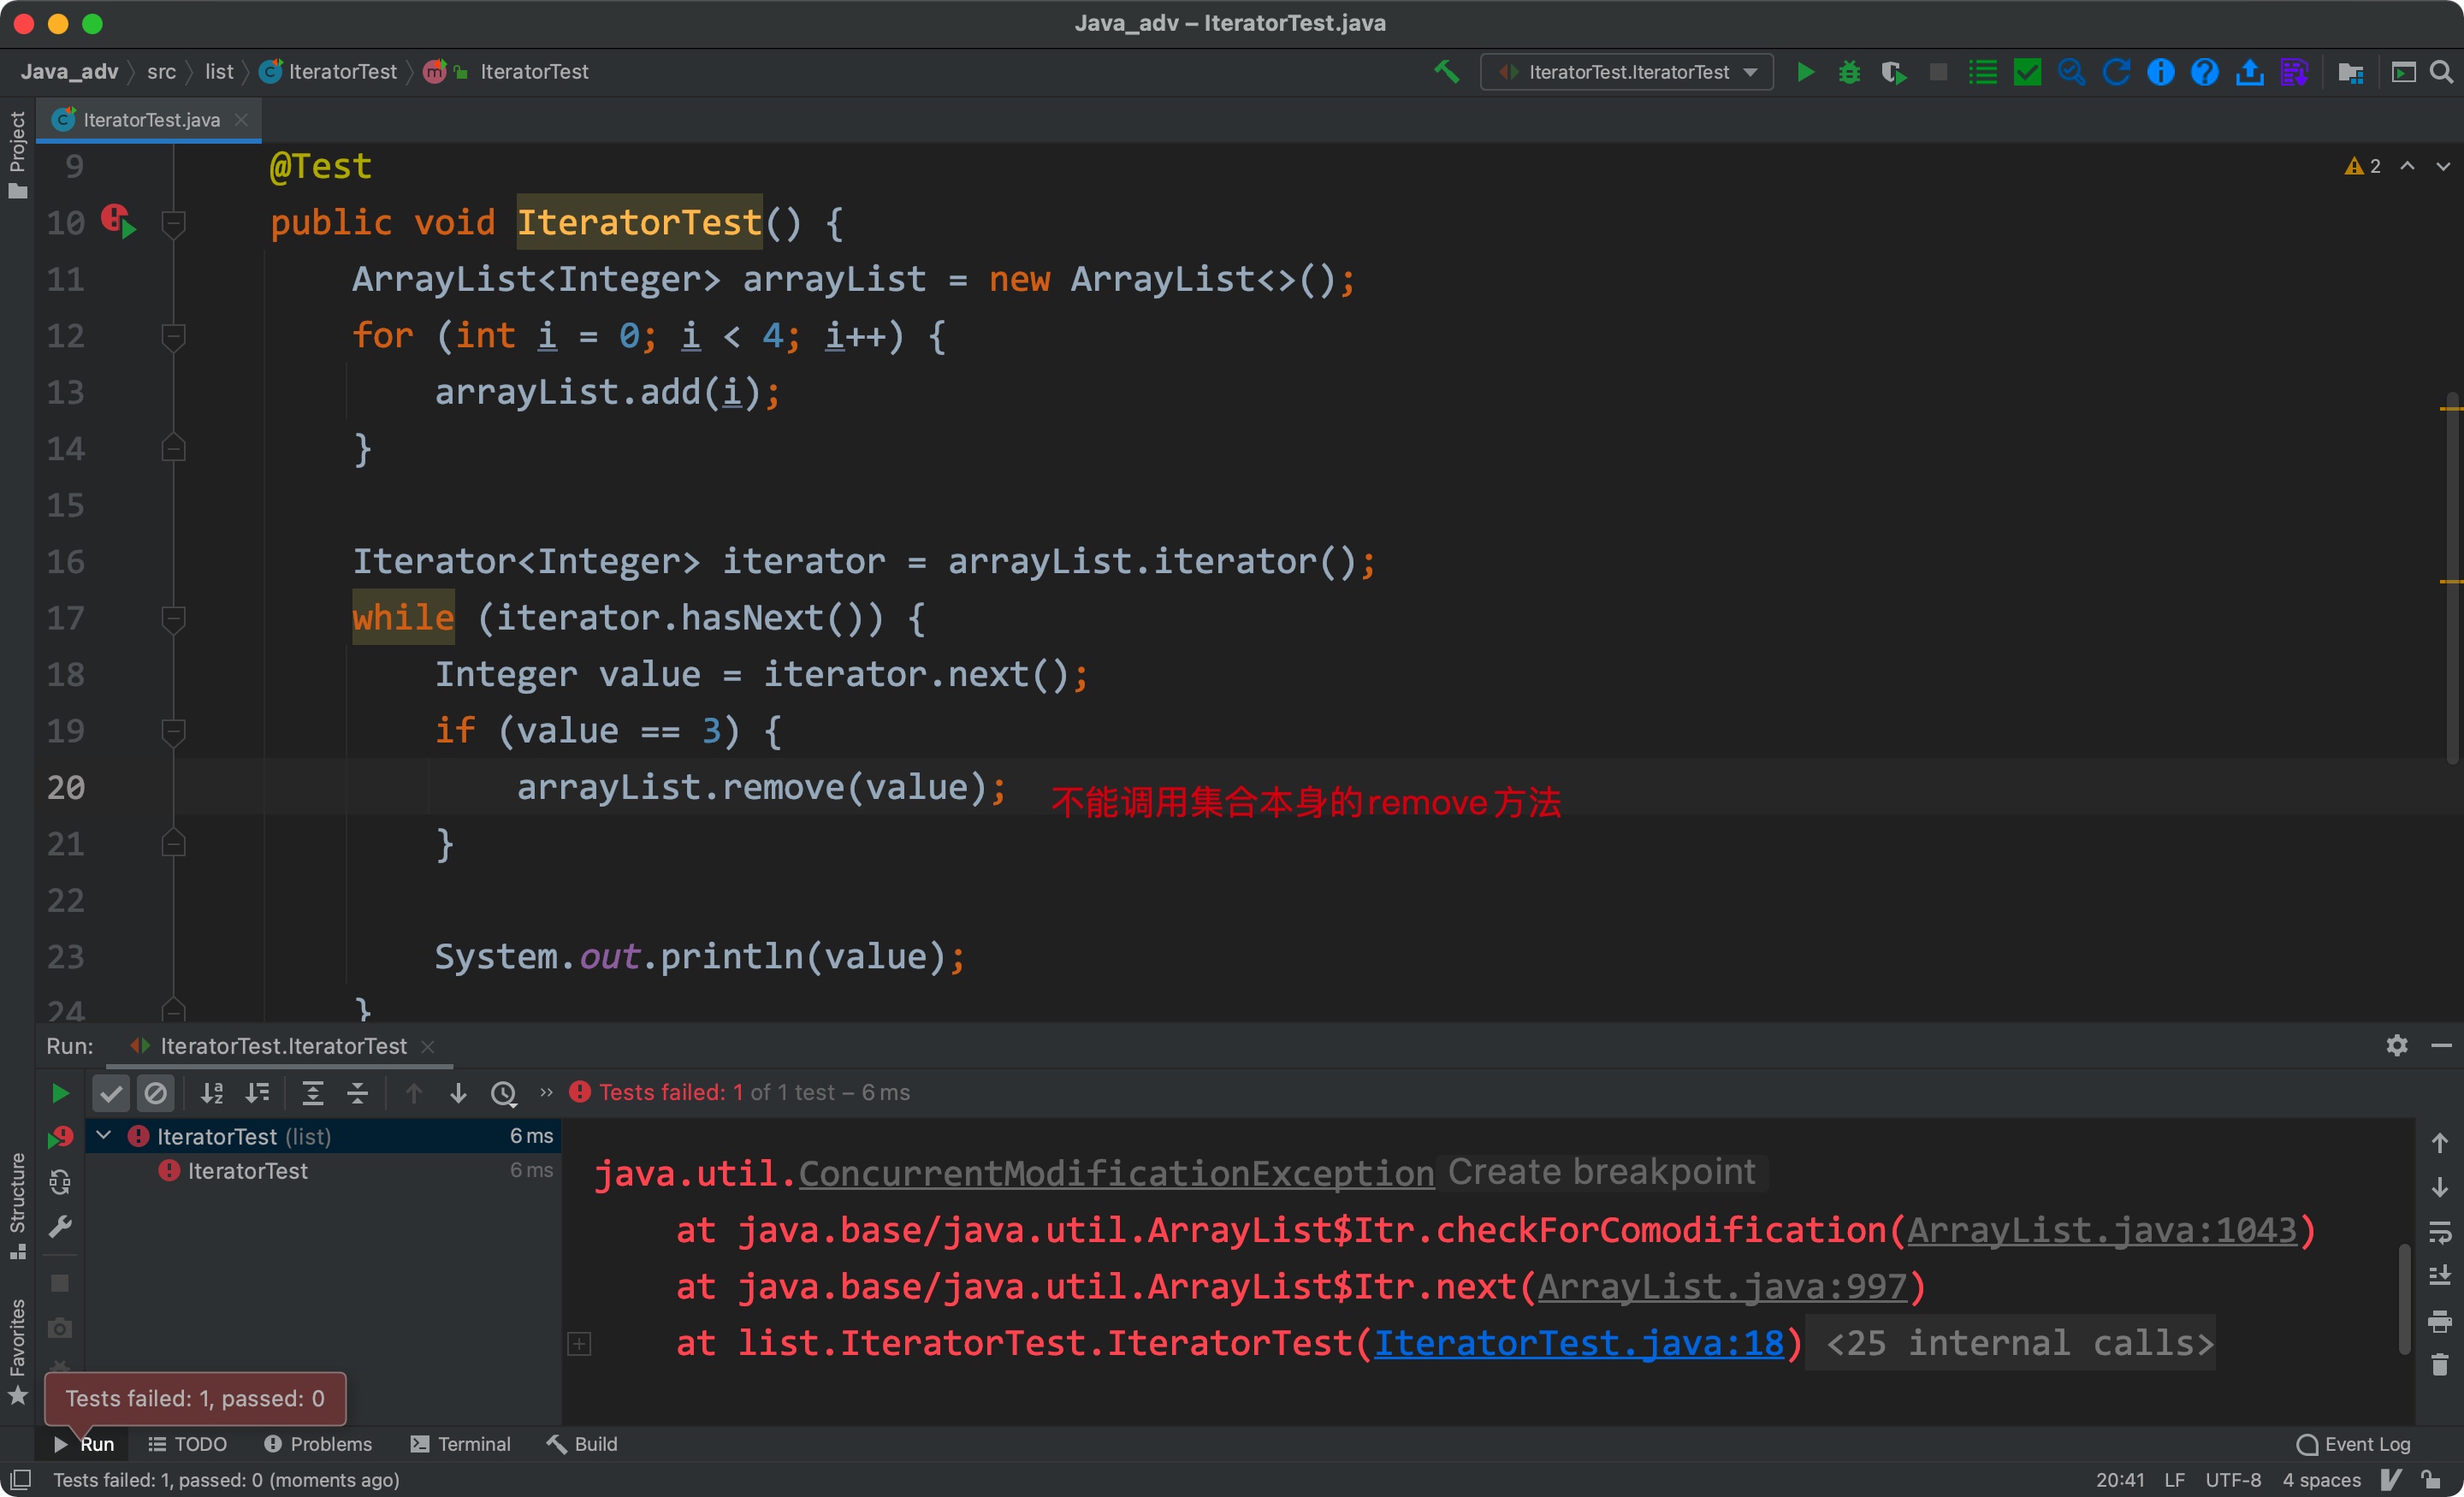 Java_adv – IteratorTest.java
Java_adv src list IteratorTest m IteratorTest
IteratorTest.IteratorTest
Project
IteratorTest.java
2
9 @Test
10 public void IteratorTest() {
11 ArrayList<Integer> arrayList = new ArrayList<>();
12 for (int i = 0; i < 4; i++) {
13 arrayList.add(i);
14 }
15
16 Iterator<Integer> iterator = arrayList.iterator();
17 while (iterator.hasNext()) {
18 Integer value = iterator.next();
19 if (value == 3) {
20 arrayList.remove(value); 不能调用集合本身的remove方法
21 }
22
23 System.out.println(value);
24 }
Run: IteratorTest.IteratorTest
Tests failed: 1 of 1 test – 6 ms
IteratorTest (list) 6 ms
IteratorTest 6 ms
java.util.ConcurrentModificationException Create breakpoint
at java.base/java.util.ArrayList$Itr.checkForComodification(ArrayList.java:1043)
at java.base/java.util.ArrayList$Itr.next(ArrayList.java:997)
at list.IteratorTest.IteratorTest(IteratorTest.java:18) <25 internal calls>
Structure
Favorites
Tests failed: 1, passed: 0
Run TODO Problems Terminal Build Event Log
Tests failed: 1, passed: 0 (moments ago) 20:41 LF UTF-8 4 spaces